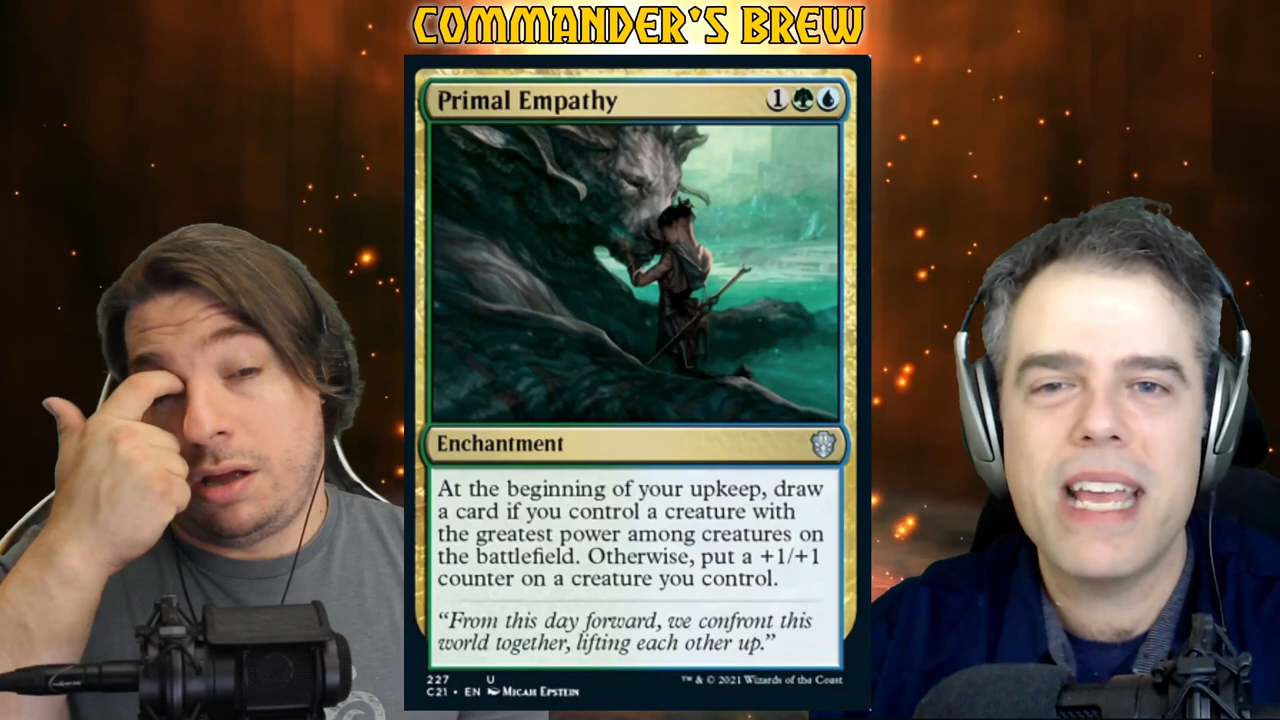 COMMANDER'S BREW
Primal Empathy 1
Enchantment
At the beginning of your upkeep, draw
a card if you control a creature with
the greatest power among creatures on
the battlefield. Otherwise, put a +1/+1
counter on a creature you control.
“From this day forward, we confront this
world together, lifting each other up.”
227 U
C21 • EN MICAH EPSTEIN
™ & © 2021 Wizards of the Coast